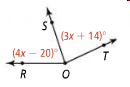 S
(3x + 14)°
(4x − 20)°
T
R
O